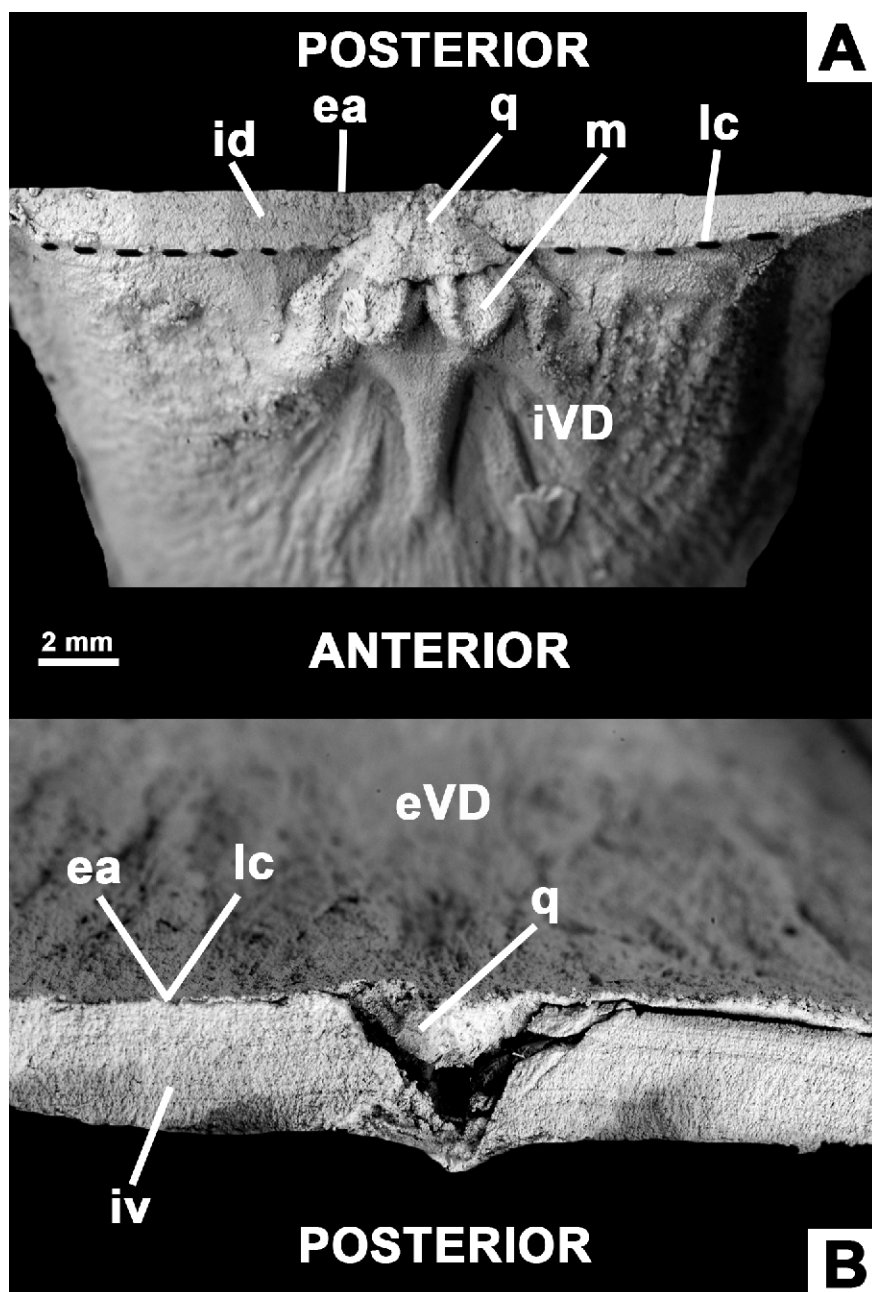 POSTERIOR
A
id ea q m lc
iVD
2 mm
ANTERIOR
eVD
ea lc
q
iv
POSTERIOR
B